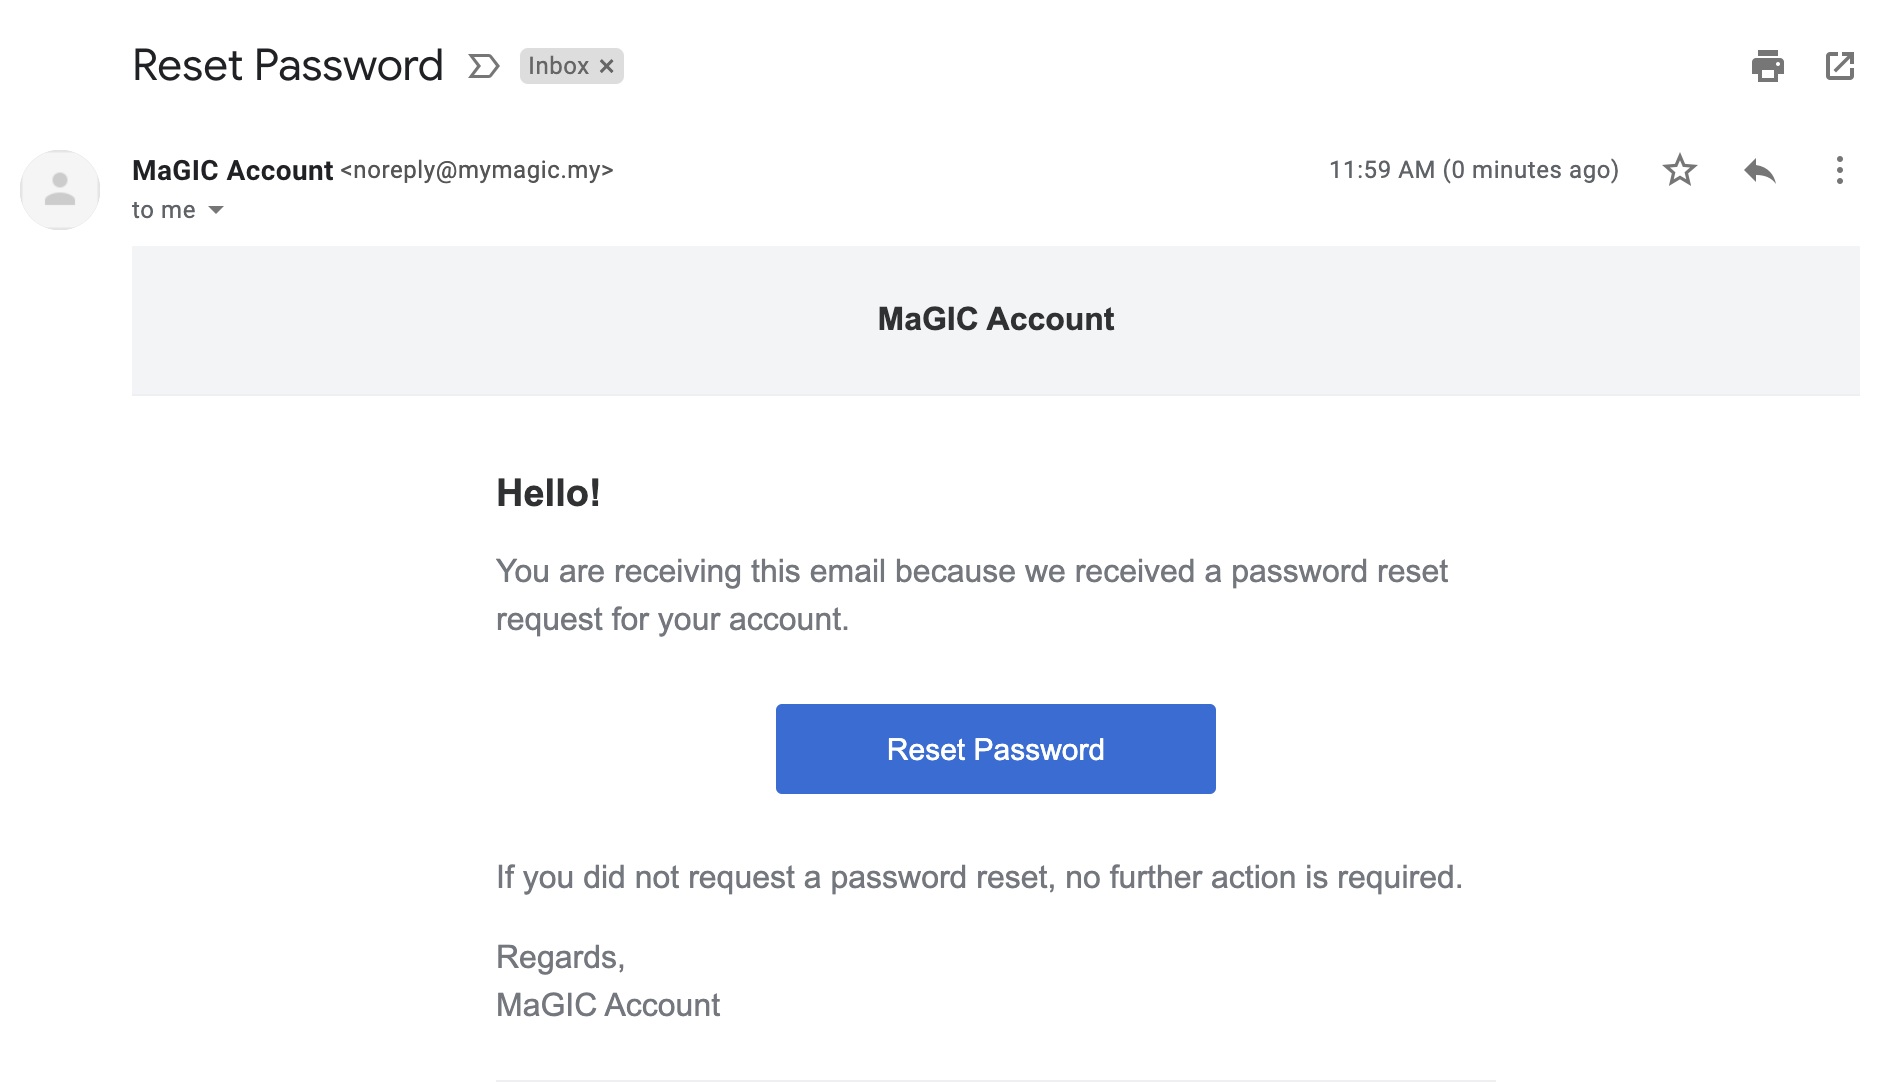 Reset Password
Inbox ×
MaGIC Account <noreply@mymagic.my>
11:59 AM (0 minutes ago)
to me
MaGIC Account
Hello!
You are receiving this email because we received a password reset
request for your account.
Reset Password
If you did not request a password reset, no further action is required.
Regards,
MaGIC Account